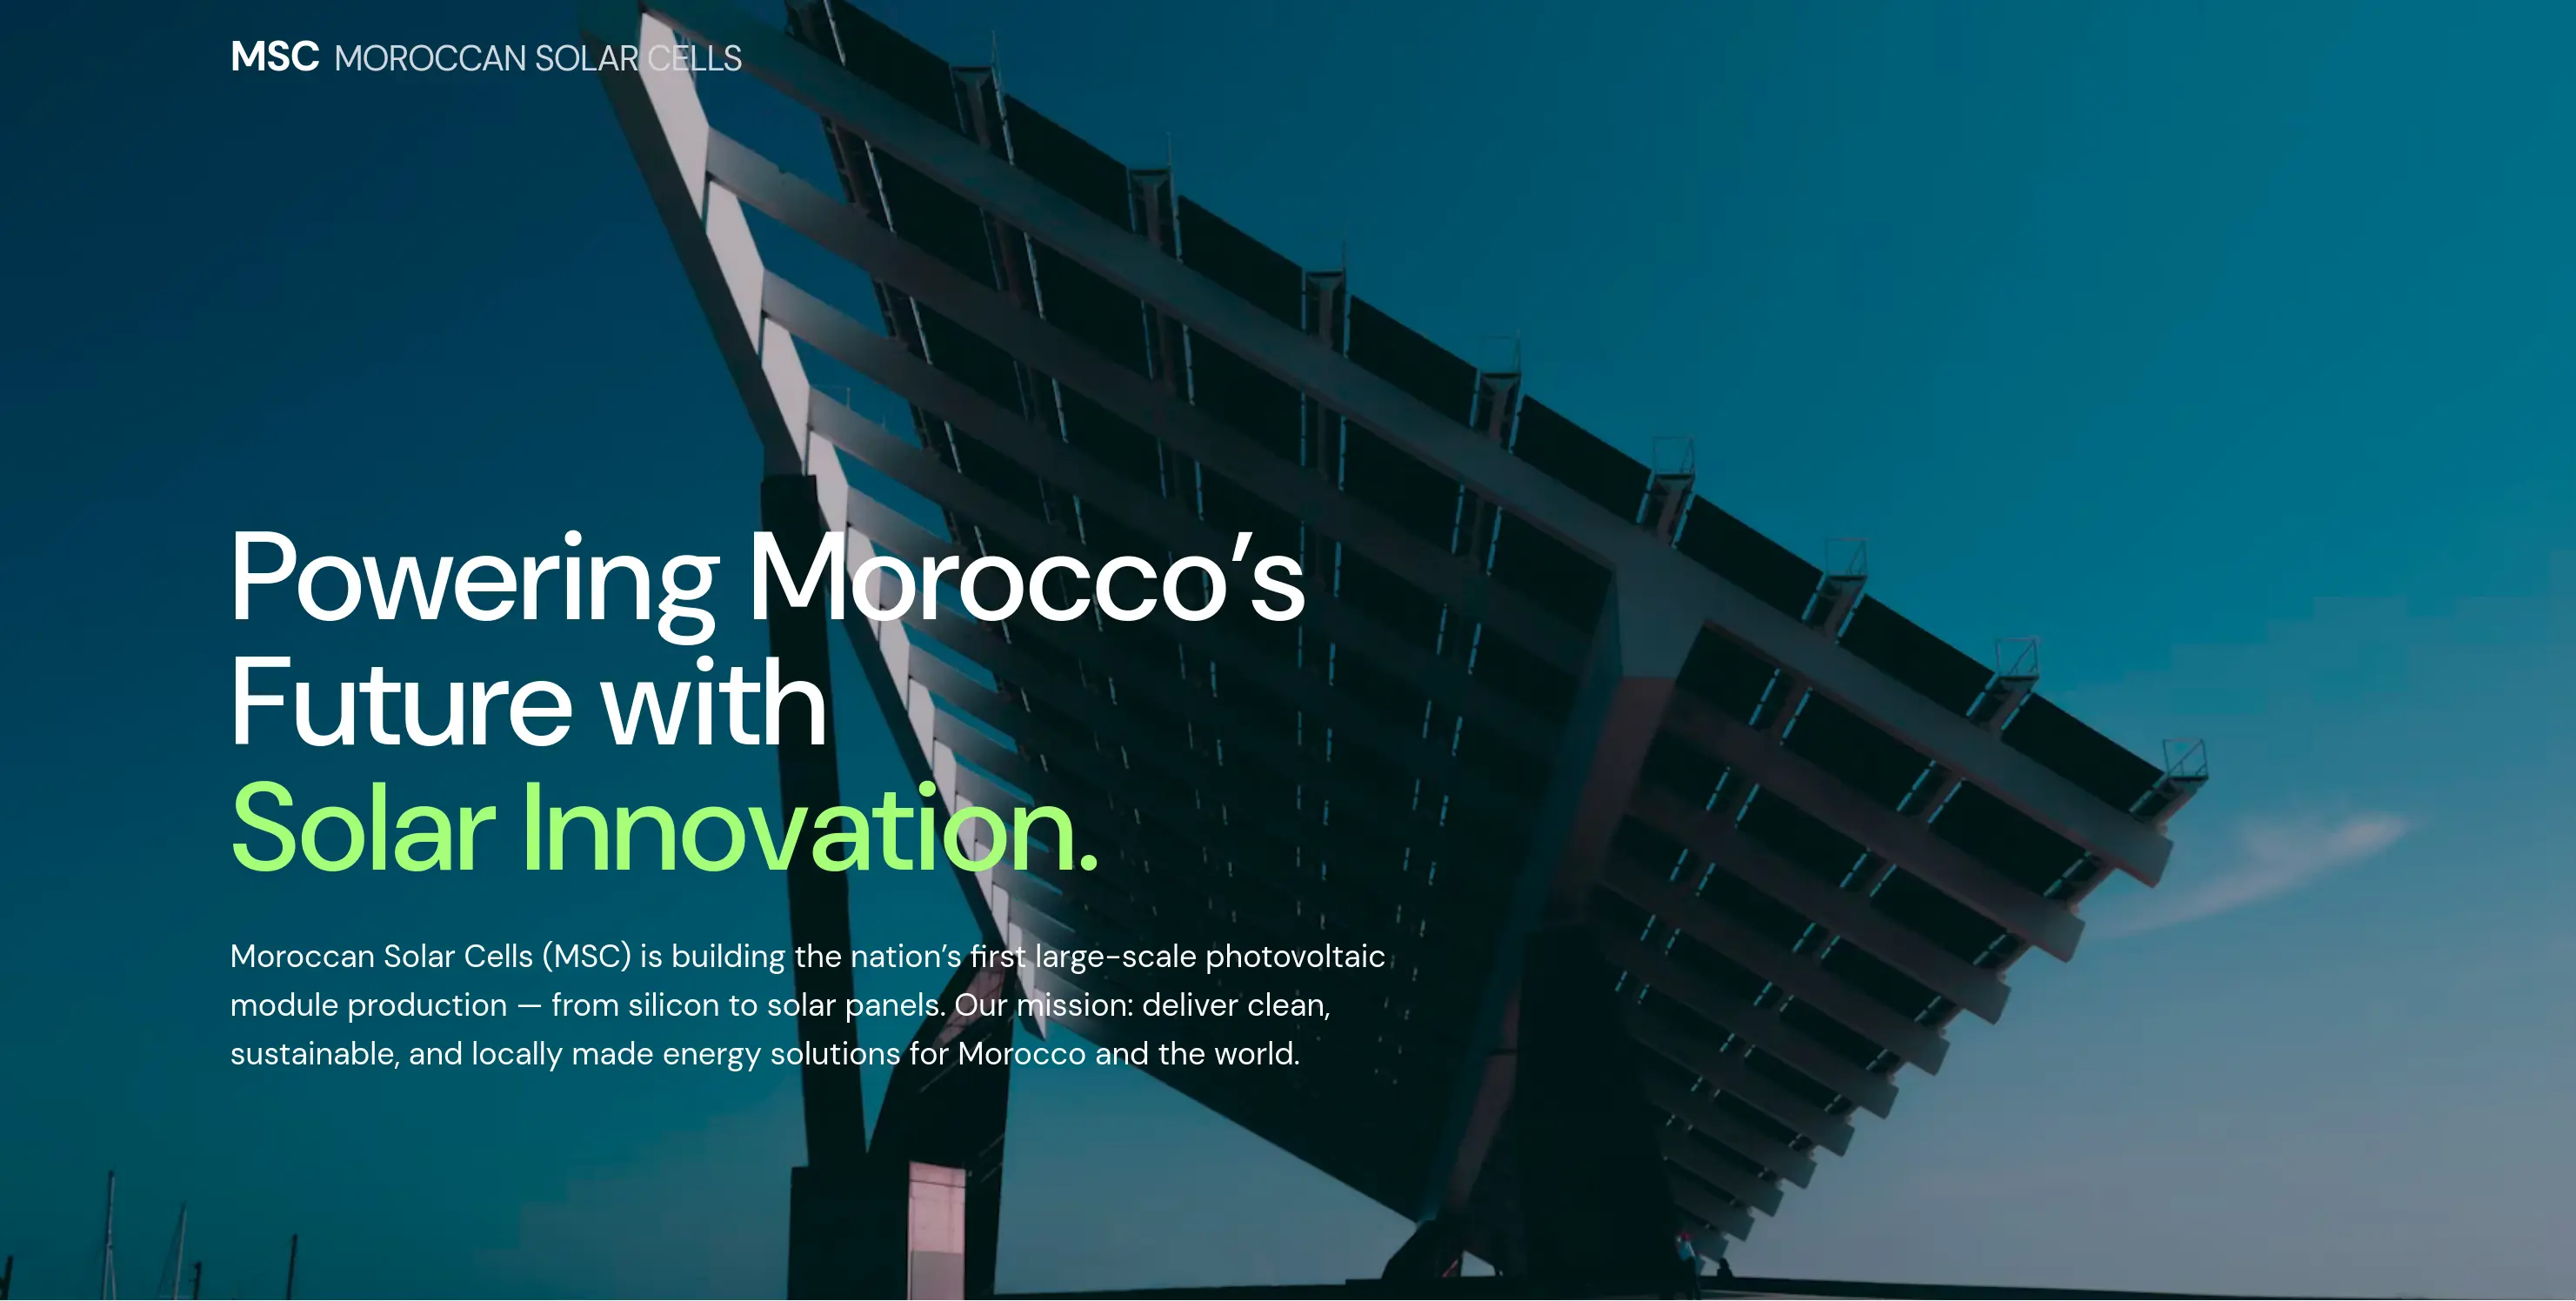 MSC MOROCCAN SOLAR CELLS
Powering Morocco’s
Future with
Solar Innovation.
Moroccan Solar Cells (MSC) is building the nation’s first large-scale photovoltaic
module production — from silicon to solar panels. Our mission: deliver clean,
sustainable, and locally made energy solutions for Morocco and the world.